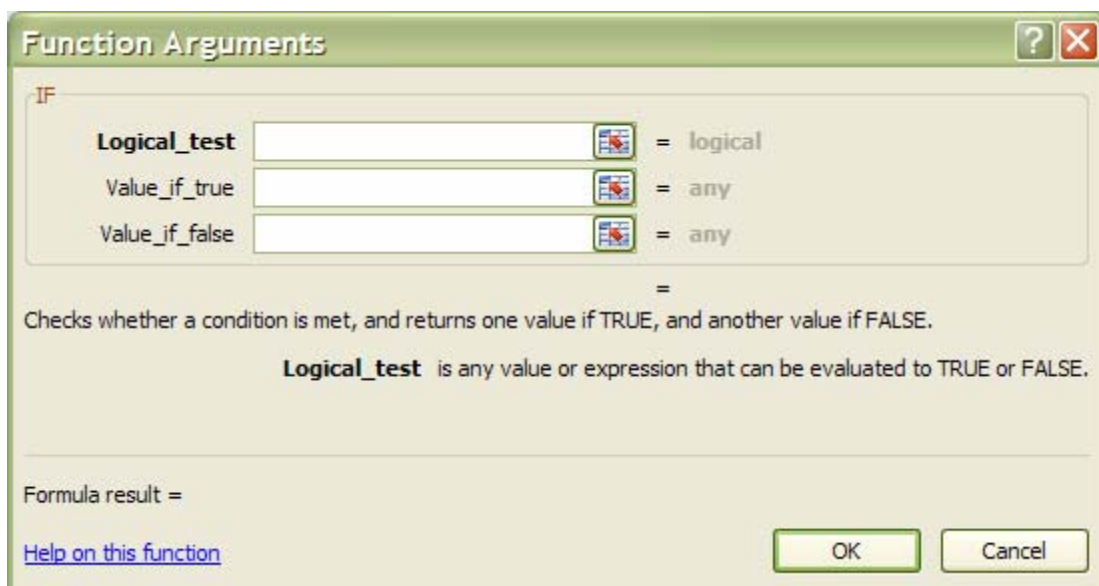 Function Arguments
IF
Logical_test = logical
Value_if_true = any
Value_if_false = any
=
Checks whether a condition is met, and returns one value if TRUE, and another value if FALSE.
Logical_test is any value or expression that can be evaluated to TRUE or FALSE.
Formula result =
Help on this function OK Cancel